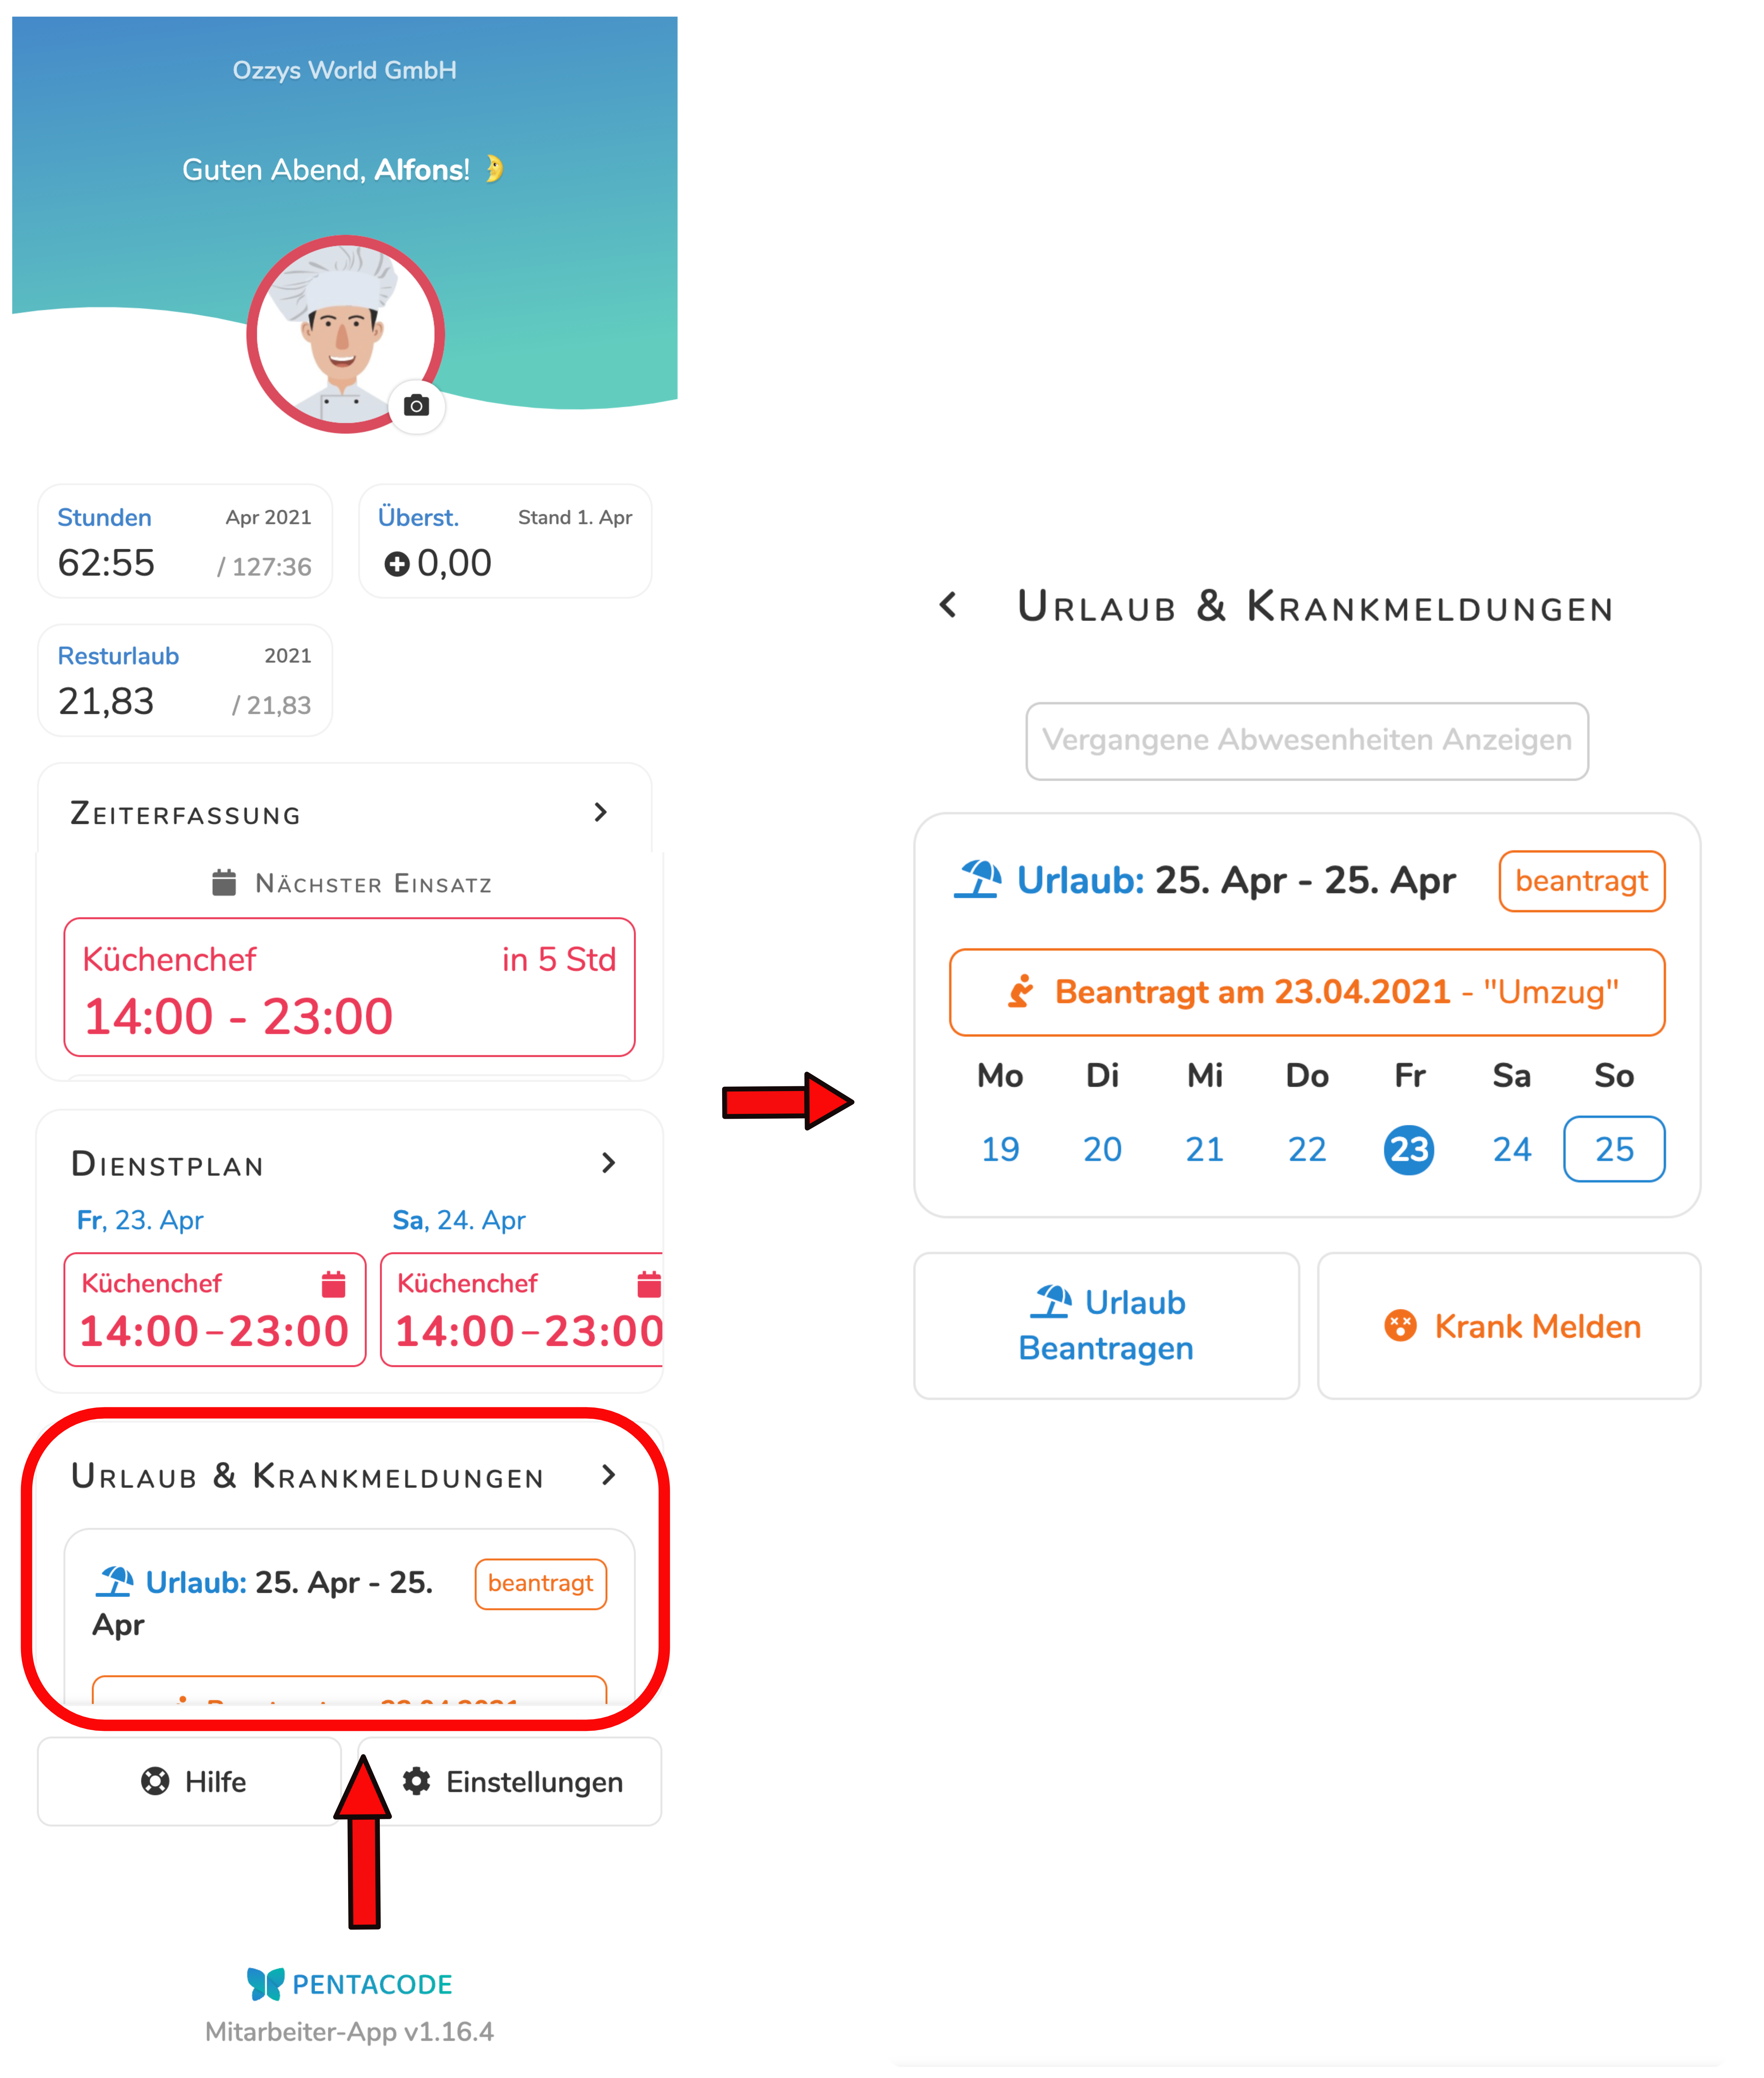 Ozzys World GmbH
Guten Abend, Alfons!
Stunden Apr 2021
62:55 / 127:36
Überst. Stand 1. Apr
0,00
Resturlaub 2021
21,83 / 21,83
Zeiterfassung
Nächster Einsatz
Küchenchef in 5 Std
14:00 - 23:00
Dienstplan
Fr, 23. Apr Sa, 24. Apr
Küchenchef Küchenchef
14:00–23:00 14:00–23:00
Urlaub & Krankmeldungen
Urlaub: 25. Apr - 25. beantragt
Apr
Hilfe Einstellungen
PENTACODE
Mitarbeiter-App v1.16.4
Urlaub & Krankmeldungen
Vergangene Abwesenheiten Anzeigen
Urlaub: 25. Apr - 25. Apr beantragt
Beantragt am 23.04.2021 - "Umzug"
Mo Di Mi Do Fr Sa So
19 20 21 22 23 24 25
Urlaub
Beantragen
Krank Melden